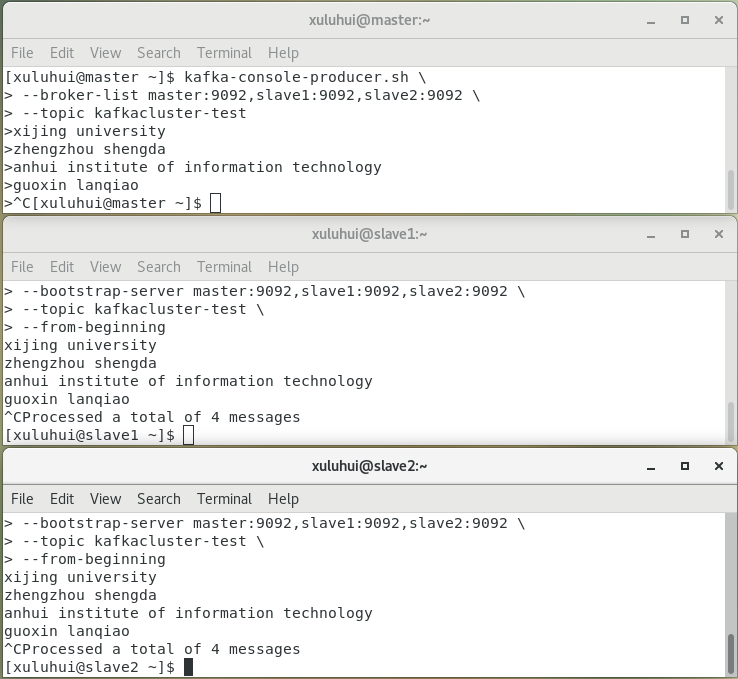 xuluhui@master:~
File Edit View Search Terminal Help
[xuluhui@master ~]$ kafka-console-producer.sh \
> --broker-list master:9092,slave1:9092,slave2:9092 \
> --topic kafkacluster-test
>xijing university
>zhengzhou shengda
>anhui institute of information technology
>guoxin lanqiao
>^C[xuluhui@master ~]$
xuluhui@slave1:~
File Edit View Search Terminal Help
> --bootstrap-server master:9092,slave1:9092,slave2:9092 \
> --topic kafkacluster-test \
> --from-beginning
xijing university
zhengzhou shengda
anhui institute of information technology
guoxin lanqiao
^CProcessed a total of 4 messages
[xuluhui@slave1 ~]$
xuluhui@slave2:~
File Edit View Search Terminal Help
> --bootstrap-server master:9092,slave1:9092,slave2:9092 \
> --topic kafkacluster-test \
> --from-beginning
xijing university
zhengzhou shengda
anhui institute of information technology
guoxin lanqiao
^CProcessed a total of 4 messages
[xuluhui@slave2 ~]$